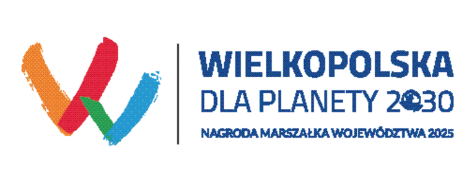 WIELKOPOLSKA
DLA PLANETY 2030
NAGRODA MARSZAŁKA WOJEWÓDZTWA 2025